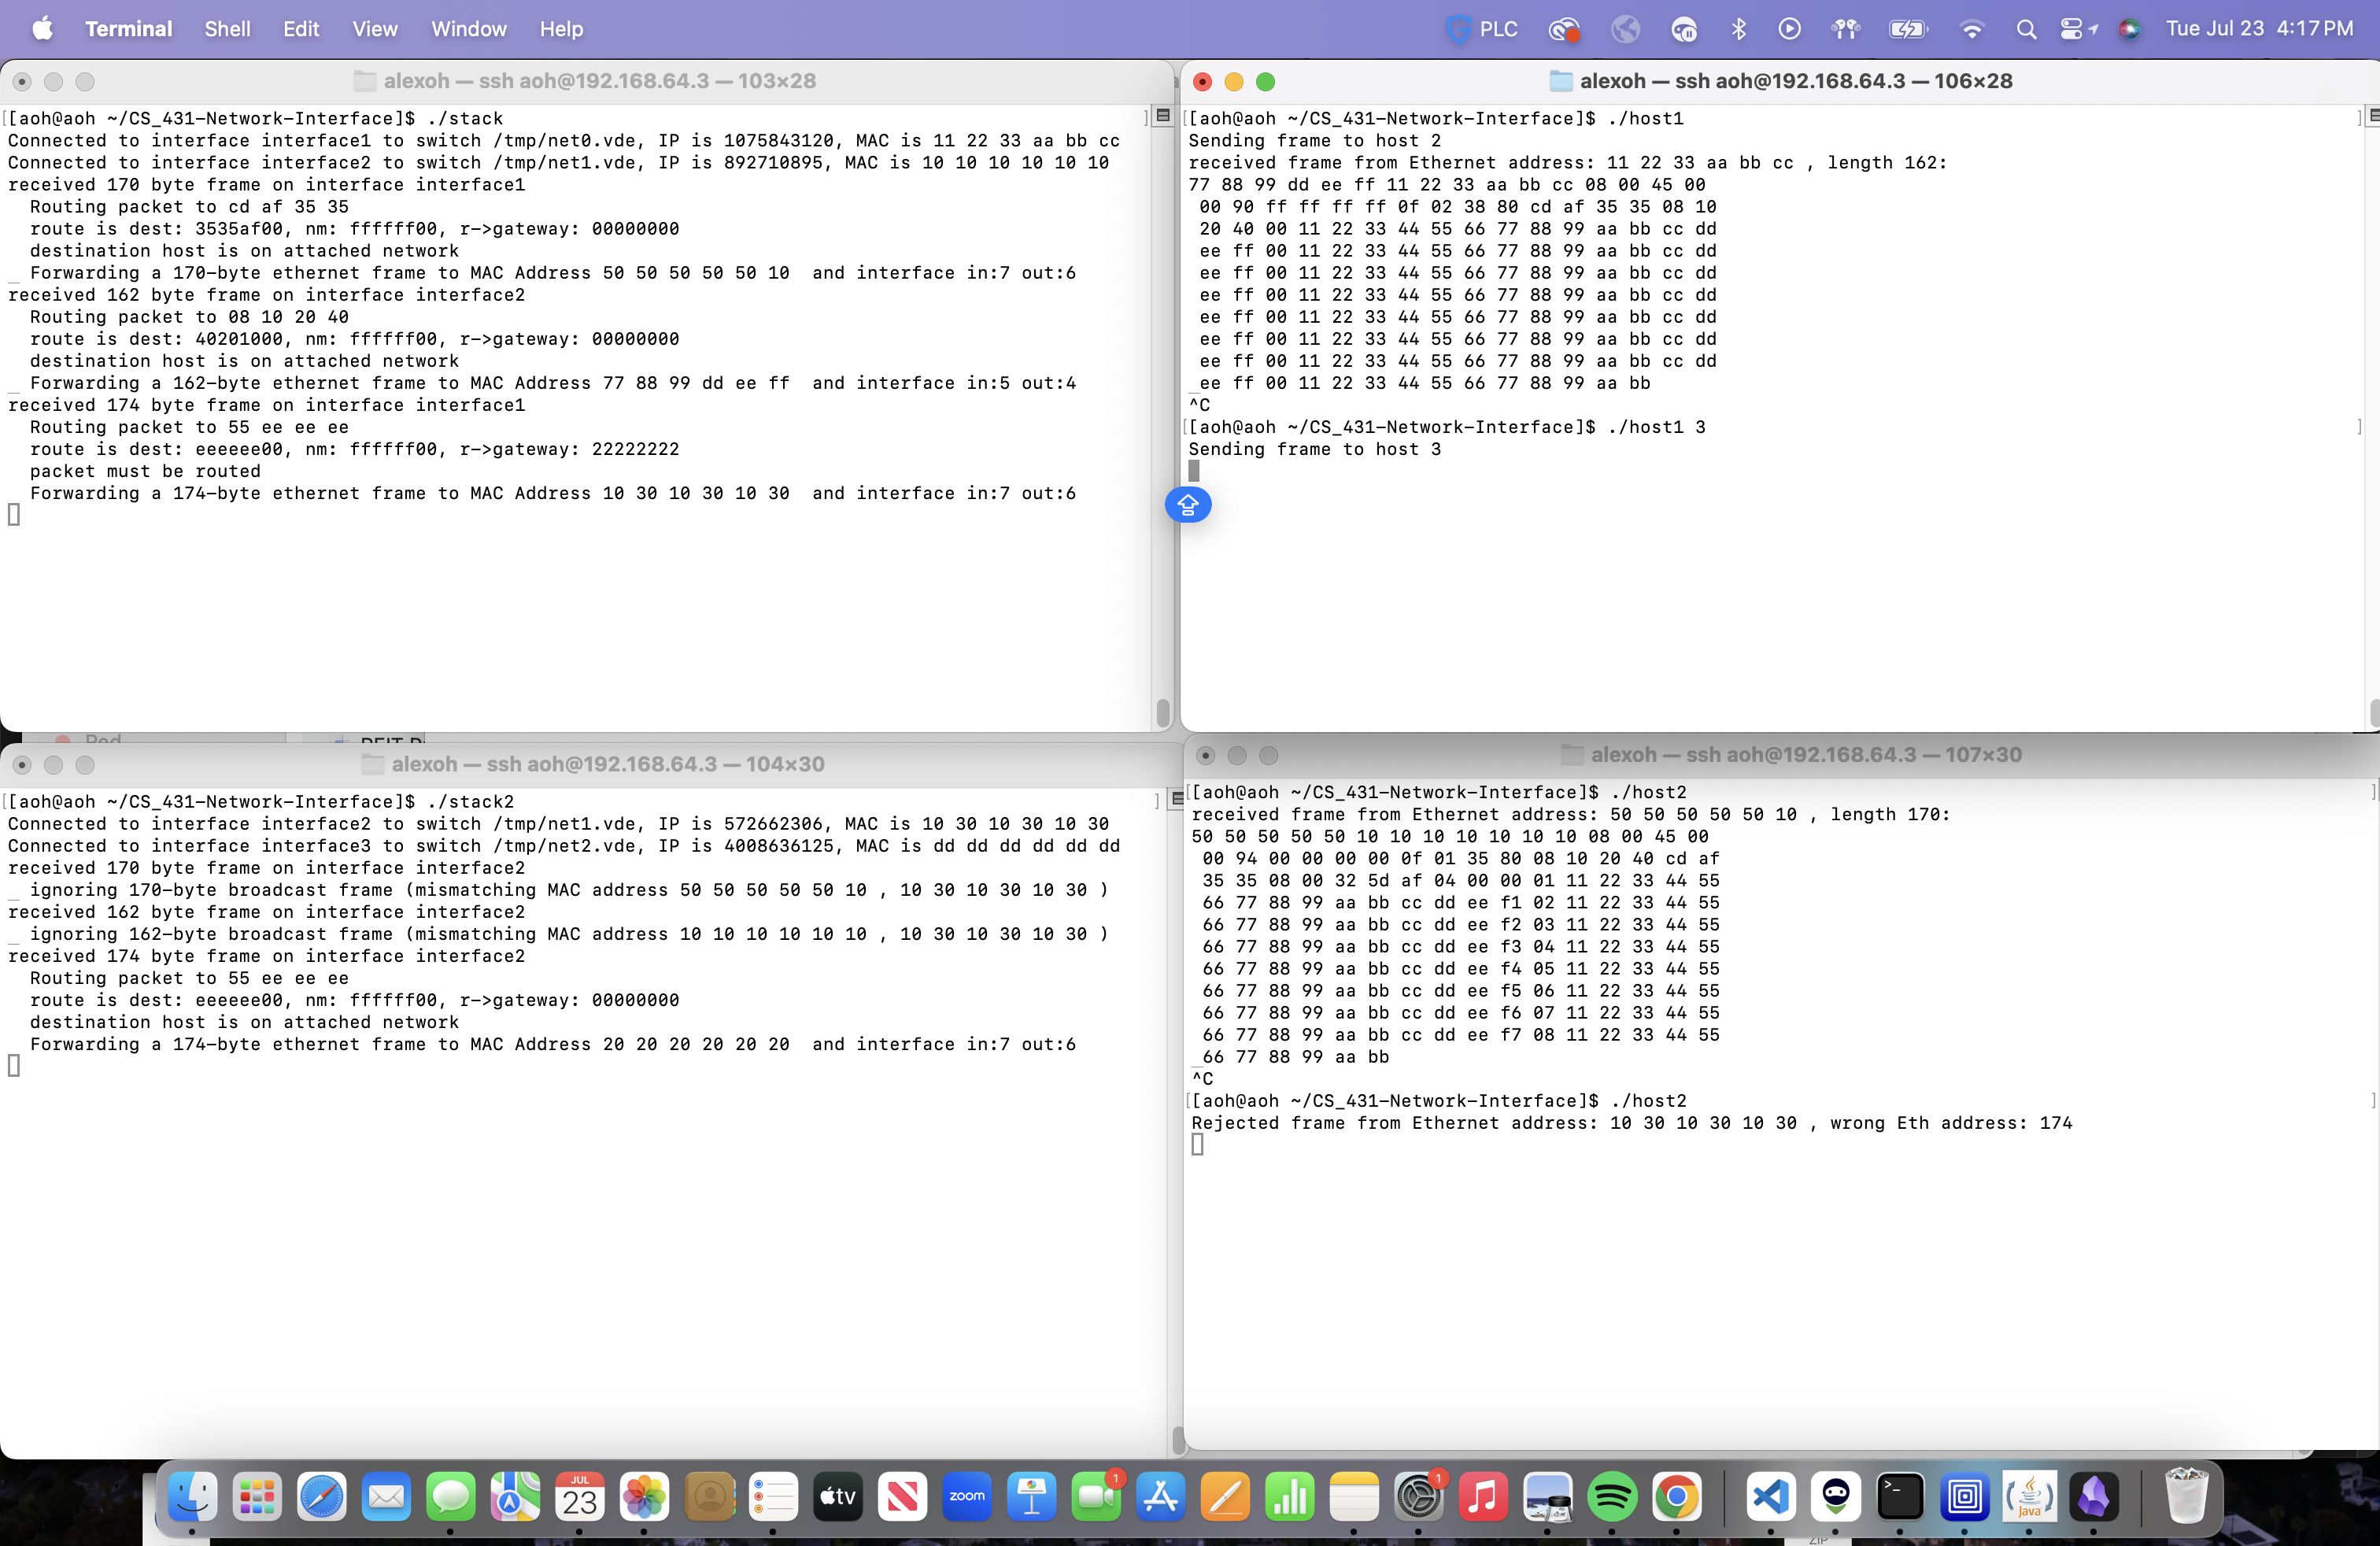 Terminal Shell Edit View Window Help PLC Tue Jul 23 4:17 PM
alexoh — ssh aoh@192.168.64.3 — 103×28
[[aoh@aoh ~/CS_431-Network-Interface]$ ./stack ]
Connected to interface interface1 to switch /tmp/net0.vde, IP is 1075843120, MAC is 11 22 33 aa bb cc
Connected to interface interface2 to switch /tmp/net1.vde, IP is 892710895, MAC is 10 10 10 10 10 10
received 170 byte frame on interface interface1
Routing packet to cd af 35 35
route is dest: 3535af00, nm: ffffff00, r->gateway: 00000000
destination host is on attached network
_ Forwarding a 170-byte ethernet frame to MAC Address 50 50 50 50 50 10  and interface in:7 out:6
received 162 byte frame on interface interface2
Routing packet to 08 10 20 40
route is dest: 40201000, nm: ffffff00, r->gateway: 00000000
destination host is on attached network
_ Forwarding a 162-byte ethernet frame to MAC Address 77 88 99 dd ee ff  and interface in:5 out:4
received 174 byte frame on interface interface1
Routing packet to 55 ee ee ee
route is dest: eeeeee00, nm: ffffff00, r->gateway: 22222222
packet must be routed
Forwarding a 174-byte ethernet frame to MAC Address 10 30 10 30 10 30  and interface in:7 out:6
alexoh — ssh aoh@192.168.64.3 — 106×28
[[aoh@aoh ~/CS_431-Network-Interface]$ ./host1 ]
Sending frame to host 2
received frame from Ethernet address: 11 22 33 aa bb cc , length 162:
77 88 99 dd ee ff 11 22 33 aa bb cc 08 00 45 00
00 90 ff ff ff ff 0f 02 38 80 cd af 35 35 08 10
20 40 00 11 22 33 44 55 66 77 88 99 aa bb cc dd
ee ff 00 11 22 33 44 55 66 77 88 99 aa bb cc dd
ee ff 00 11 22 33 44 55 66 77 88 99 aa bb cc dd
ee ff 00 11 22 33 44 55 66 77 88 99 aa bb cc dd
ee ff 00 11 22 33 44 55 66 77 88 99 aa bb cc dd
ee ff 00 11 22 33 44 55 66 77 88 99 aa bb cc dd
ee ff 00 11 22 33 44 55 66 77 88 99 aa bb cc dd
_ee ff 00 11 22 33 44 55 66 77 88 99 aa bb
^C
[[aoh@aoh ~/CS_431-Network-Interface]$ ./host1 3 ]
Sending frame to host 3
alexoh — ssh aoh@192.168.64.3 — 104×30
[[aoh@aoh ~/CS_431-Network-Interface]$ ./stack2 ]
Connected to interface interface2 to switch /tmp/net1.vde, IP is 572662306, MAC is 10 30 10 30 10 30
Connected to interface interface3 to switch /tmp/net2.vde, IP is 4008636125, MAC is dd dd dd dd dd dd
received 170 byte frame on interface interface2
_ ignoring 170-byte broadcast frame (mismatching MAC address 50 50 50 50 50 10 , 10 30 10 30 10 30 )
received 162 byte frame on interface interface2
_ ignoring 162-byte broadcast frame (mismatching MAC address 10 10 10 10 10 10 , 10 30 10 30 10 30 )
received 174 byte frame on interface interface2
Routing packet to 55 ee ee ee
route is dest: eeeeee00, nm: ffffff00, r->gateway: 00000000
destination host is on attached network
Forwarding a 174-byte ethernet frame to MAC Address 20 20 20 20 20 20  and interface in:7 out:6
alexoh — ssh aoh@192.168.64.3 — 107×30
[[aoh@aoh ~/CS_431-Network-Interface]$ ./host2 ]
received frame from Ethernet address: 50 50 50 50 50 10 , length 170:
50 50 50 50 50 10 10 10 10 10 10 10 08 00 45 00
00 94 00 00 00 00 0f 01 35 80 08 10 20 40 cd af
35 35 08 00 32 5d af 04 00 00 01 11 22 33 44 55
66 77 88 99 aa bb cc dd ee f1 02 11 22 33 44 55
66 77 88 99 aa bb cc dd ee f2 03 11 22 33 44 55
66 77 88 99 aa bb cc dd ee f3 04 11 22 33 44 55
66 77 88 99 aa bb cc dd ee f4 05 11 22 33 44 55
66 77 88 99 aa bb cc dd ee f5 06 11 22 33 44 55
66 77 88 99 aa bb cc dd ee f6 07 11 22 33 44 55
66 77 88 99 aa bb cc dd ee f7 08 11 22 33 44 55
_66 77 88 99 aa bb
^C
[[aoh@aoh ~/CS_431-Network-Interface]$ ./host2 ]
Rejected frame from Ethernet address: 10 30 10 30 10 30 , wrong Eth address: 174
JUL
23
tv
zoom
1
1
>_
Java